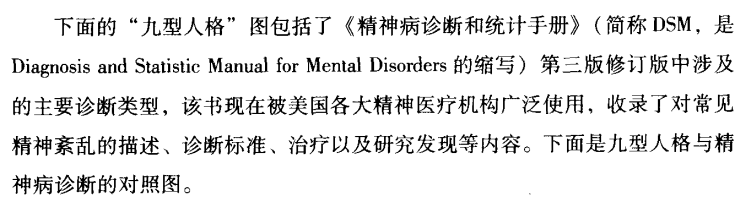 下面的“九型人格”图包括了《精神病诊断和统计手册》（简称 DSM，是
Diagnosis and Statistic Manual for Mental Disorders 的缩写）第三版修订版中涉及
的主要诊断类型，该书现在被美国各大精神医疗机构广泛使用，收录了对常见
精神紊乱的描述、诊断标准、治疗以及研究发现等内容。下面是九型人格与精
神病诊断的对照图。